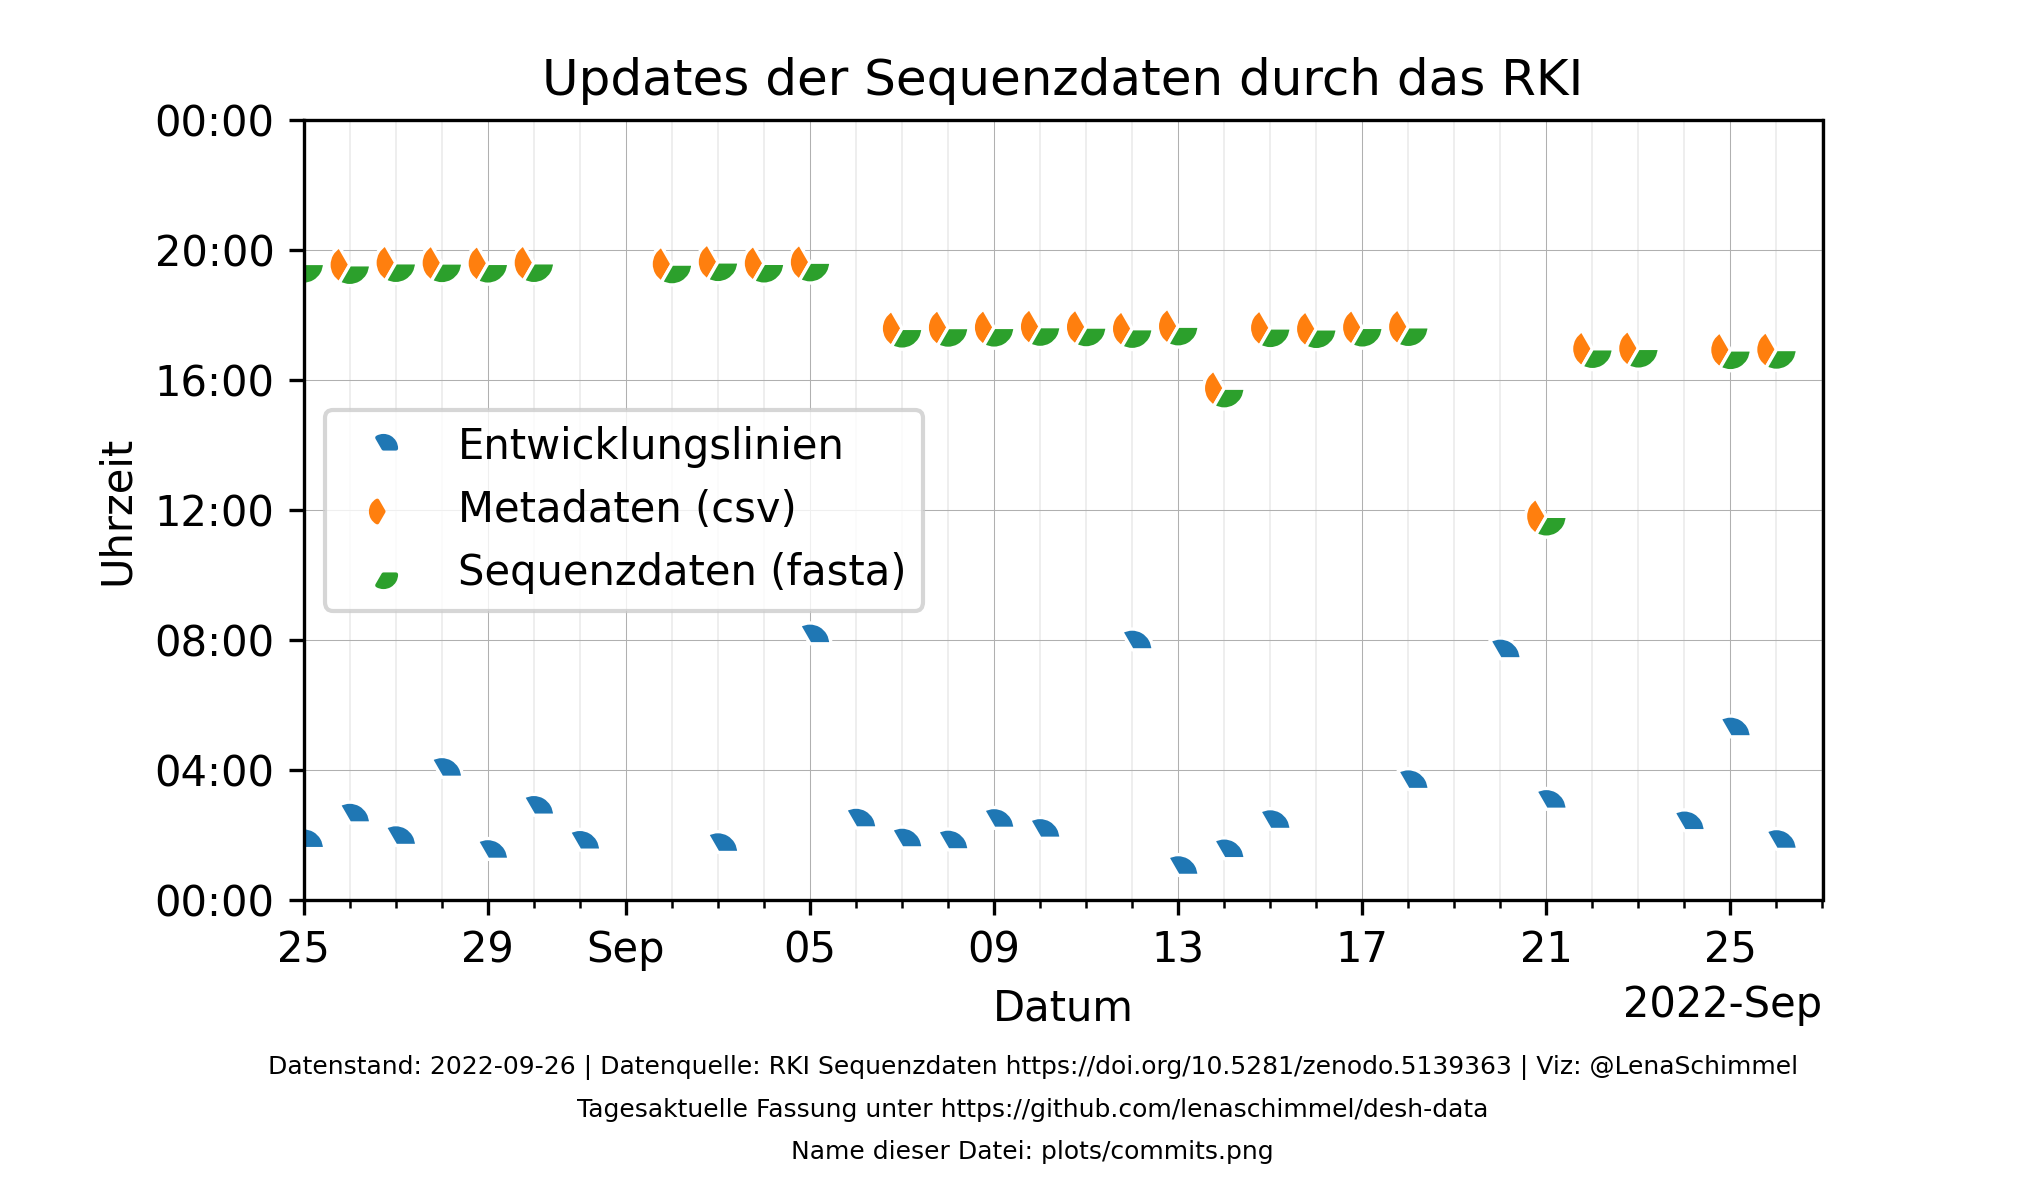 Updates der Sequenzdaten durch das RKI
00:00
20:00
16:00
12:00
08:00
04:00
00:00
Uhrzeit
Entwicklungslinien
Metadaten (csv)
Sequenzdaten (fasta)
25 29 Sep 05 09 13 17 21 25
2022-Sep
Datum
Datenstand: 2022-09-26 | Datenquelle: RKI Sequenzdaten https://doi.org/10.5281/zenodo.5139363 | Viz: @LenaSchimmel
Tagesaktuelle Fassung unter https://github.com/lenaschimmel/desh-data
Name dieser Datei: plots/commits.png